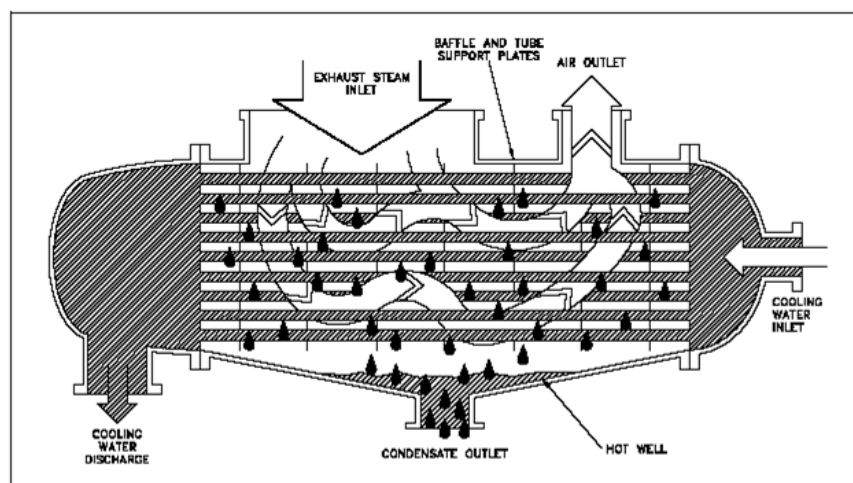 BAFFLE AND TUBE
SUPPORT PLATES
AIR OUTLET
EXHAUST STEAM
INLET
COOLING
WATER
INLET
COOLING
WATER
DISCHARGE
CONDENSATE OUTLET
HOT WELL